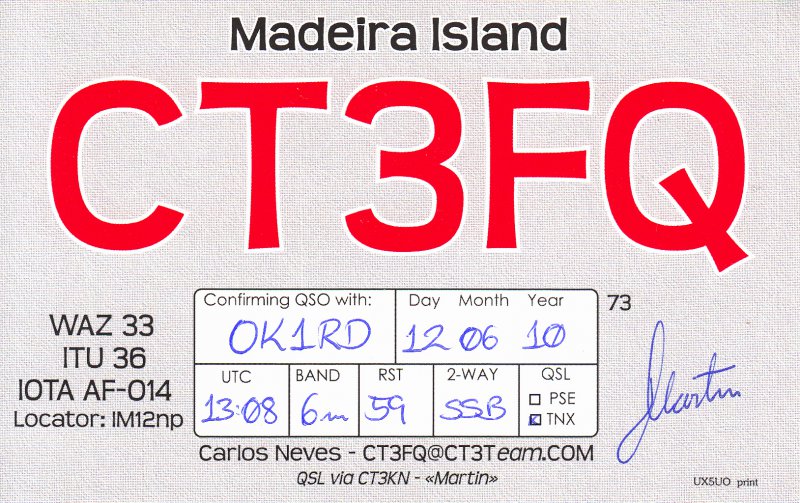 Madeira Island
CT3FQ
WAZ 33
ITU 36
IOTA AF-014
Locator: IM12np
Confirming QSO with: Day Month Year
OK1RD 12 06 10
UTC BAND RST 2-WAY QSL
13:08 6m 59 SSB
PSE
TNX
73
Martin
Carlos Neves - CT3FQ@CT3Team.COM
QSL via CT3KN - «Martin»
UX5UO print